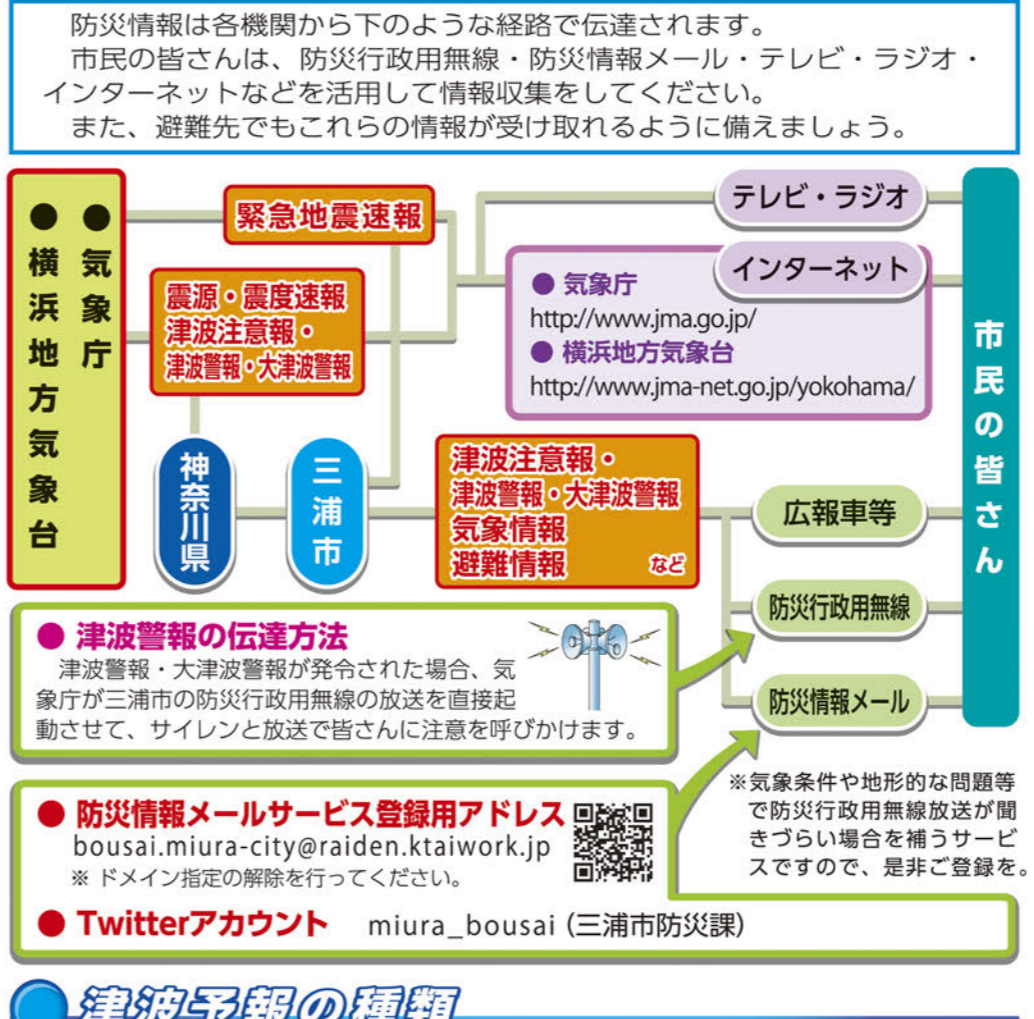 防災情報は各機関から下のような経路で伝達されます。
市民の皆さんは、防災行政用無線・防災情報メール・テレビ・ラジオ・
インターネットなどを活用して情報収集をしてください。
また、避難先でもこれらの情報が受け取れるように備えましょう。
●気象庁
●横浜地方気象台
緊急地震速報
震源・震度速報
津波注意報・
津波警報・大津波警報
神奈川県
三浦市
テレビ・ラジオ
インターネット
● 気象庁
http://www.jma.go.jp/
● 横浜地方気象台
http://www.jma-net.go.jp/yokohama/
津波注意報・
津波警報・大津波警報
気象情報
避難情報 など
広報車等
防災行政用無線
防災情報メール
市民の皆さん
● 津波警報の伝達方法
津波警報・大津波警報が発令された場合、気
象庁が三浦市の防災行政用無線の放送を直接起
動させて、サイレンと放送で皆さんに注意を呼びかけます。
※気象条件や地形的な問題等
で防災行政用無線放送が聞
きづらい場合を補うサービ
スですので、是非ご登録を。
● 防災情報メールサービス登録用アドレス
bousai.miura-city@raiden.ktaiwork.jp
※ ドメイン指定の解除を行ってください。
● Twitterアカウント miura_bousai (三浦市防災課)
津波予報の種類